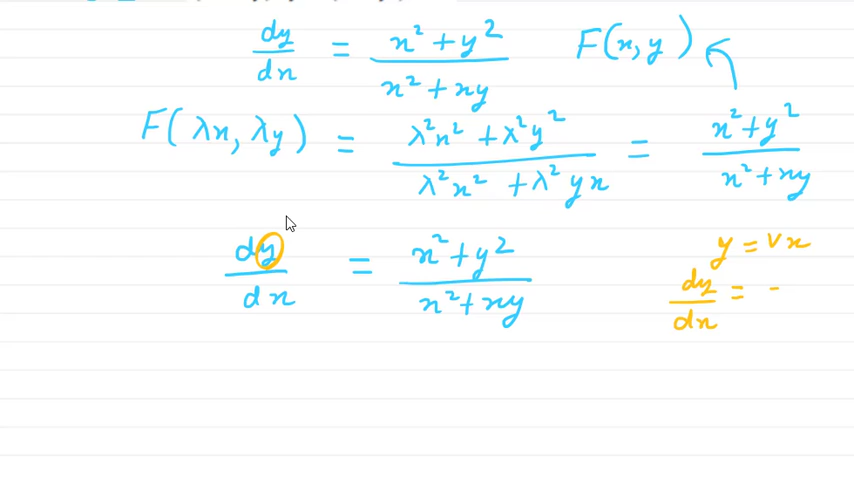 dy/dx = (x² + y²)/(x² + xy) F(x, y)
F(λx, λy) = (λ²x² + λ²y²)/(λ²x² + λ²yx) = (x² + y²)/(x² + xy)
dy/dx = (x² + y²)/(x² + xy)
y = vx
dy/dx = -